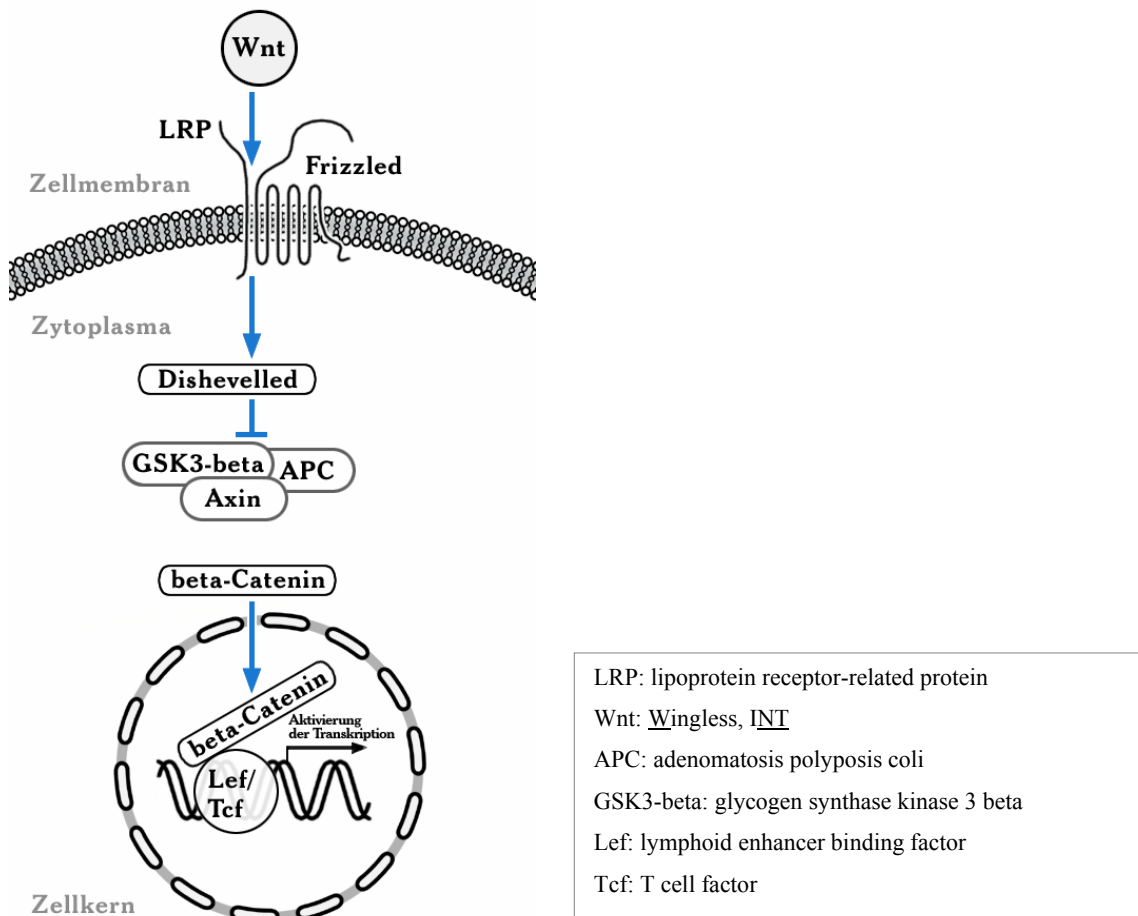 Wnt
LRP
Frizzled
Zellmembran
Zytoplasma
Dishevelled
GSK3-beta
APC
Axin
beta-Catenin
beta-Catenin
Aktivierung
der Transkription
Lef/
Tcf
Zellkern
LRP: lipoprotein receptor-related protein
Wnt: Wingless, INT
APC: adenomatosis polyposis coli
GSK3-beta: glycogen synthase kinase 3 beta
Lef: lymphoid enhancer binding factor
Tcf: T cell factor